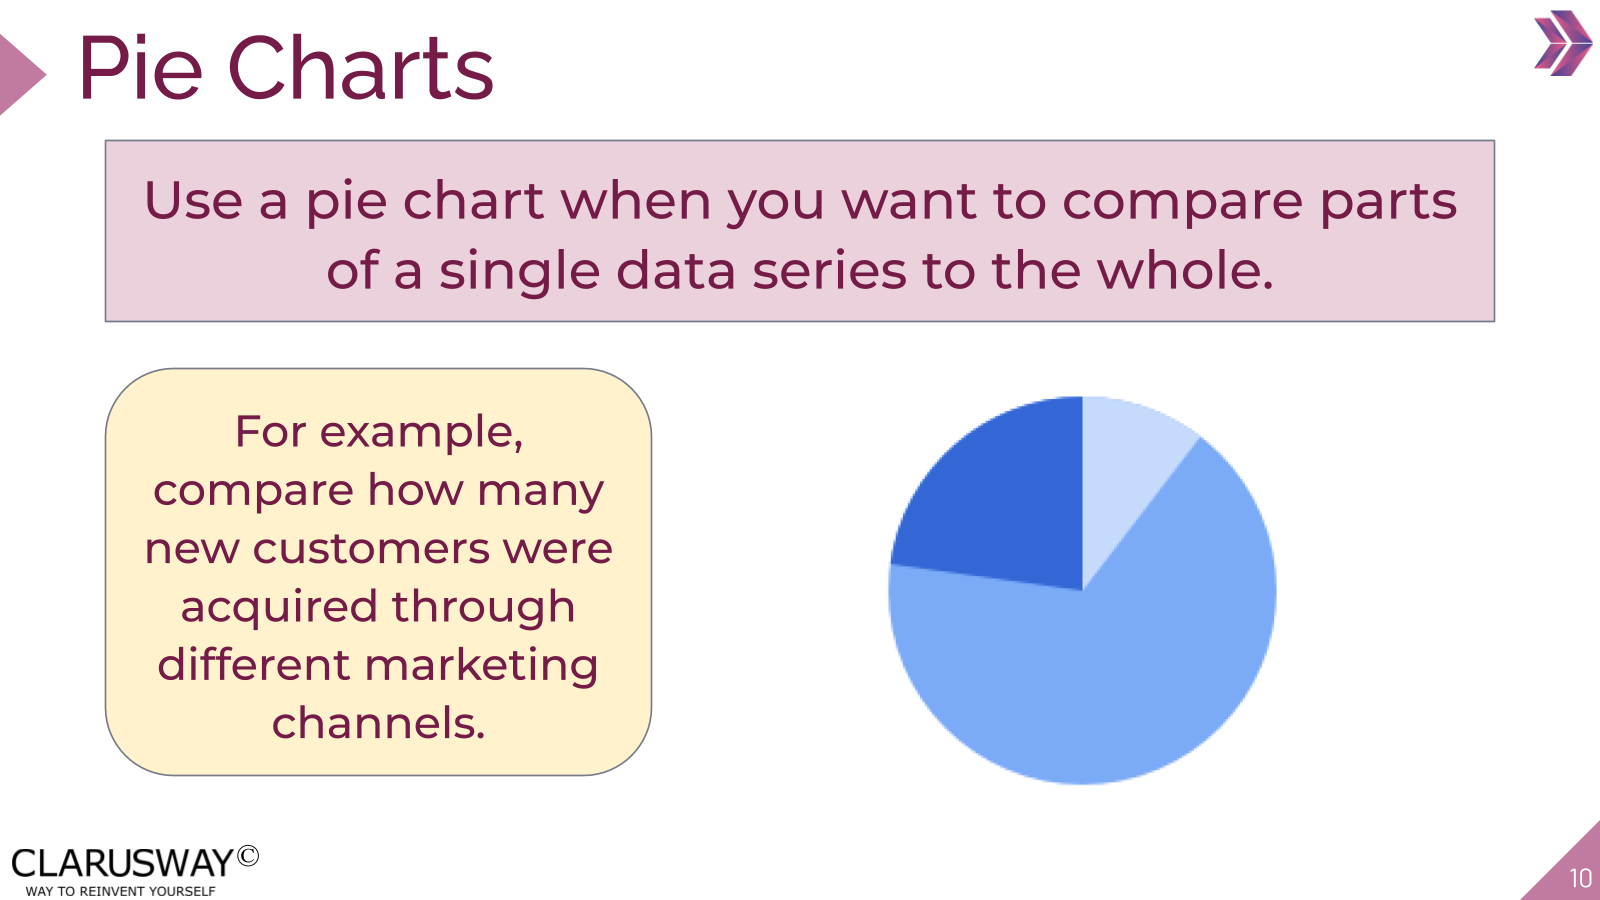 Pie Charts
Use a pie chart when you want to compare parts
of a single data series to the whole.
For example,
compare how many
new customers were
acquired through
different marketing
channels.
CLARUSWAY©
WAY TO REINVENT YOURSELF
10